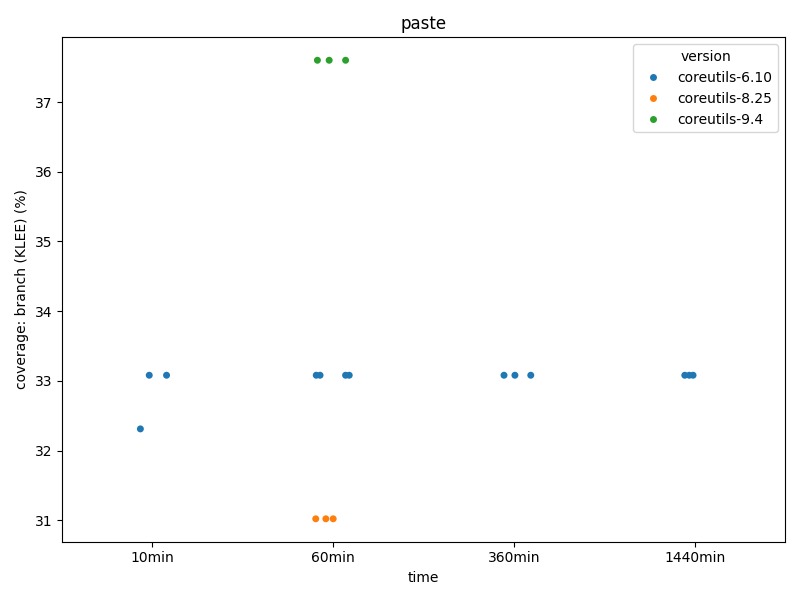 paste
version
coreutils-6.10
coreutils-8.25
coreutils-9.4
coverage: branch (KLEE) (%)
37
36
35
34
33
32
31
10min
60min
360min
1440min
time